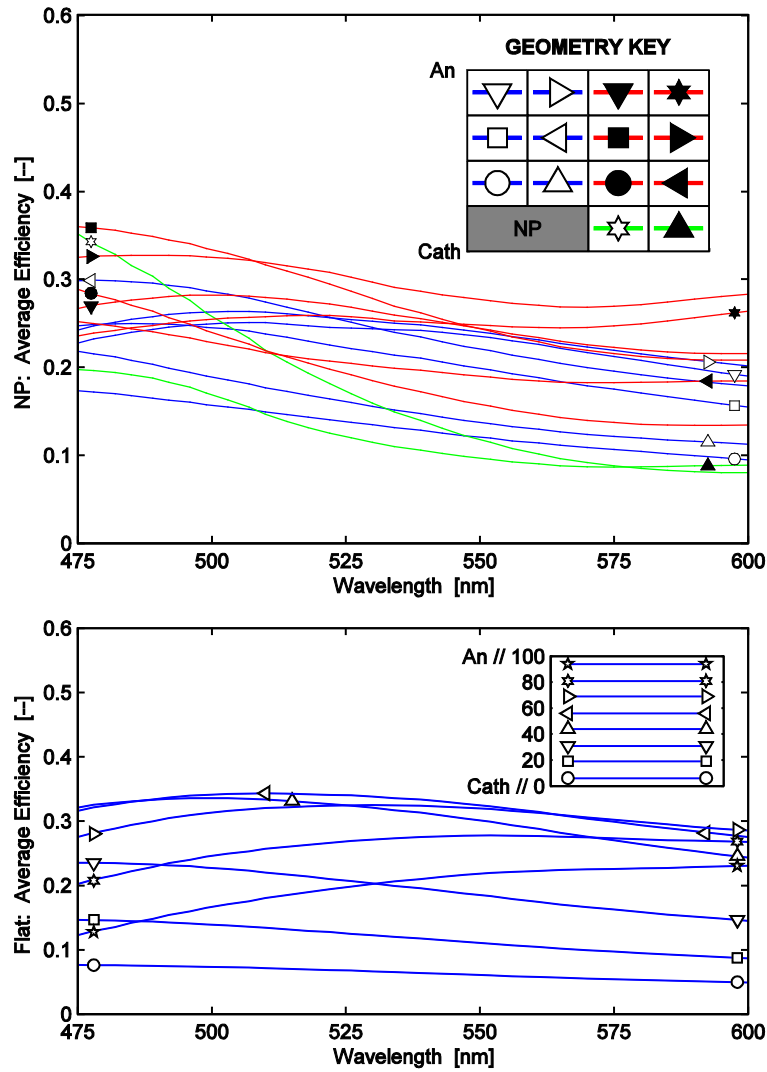 0.6
0.5
0.4
0.3
0.2
0.1
0
NP: Average Efficiency [--]
GEOMETRY KEY
An
NP
Cath
475 500 525 550 575 600
Wavelength [nm]
0.6
0.5
0.4
0.3
0.2
0.1
0
Flat: Average Efficiency [--]
An // 100
80
60
40
20
Cath // 0
475 500 525 550 575 600
Wavelength [nm]